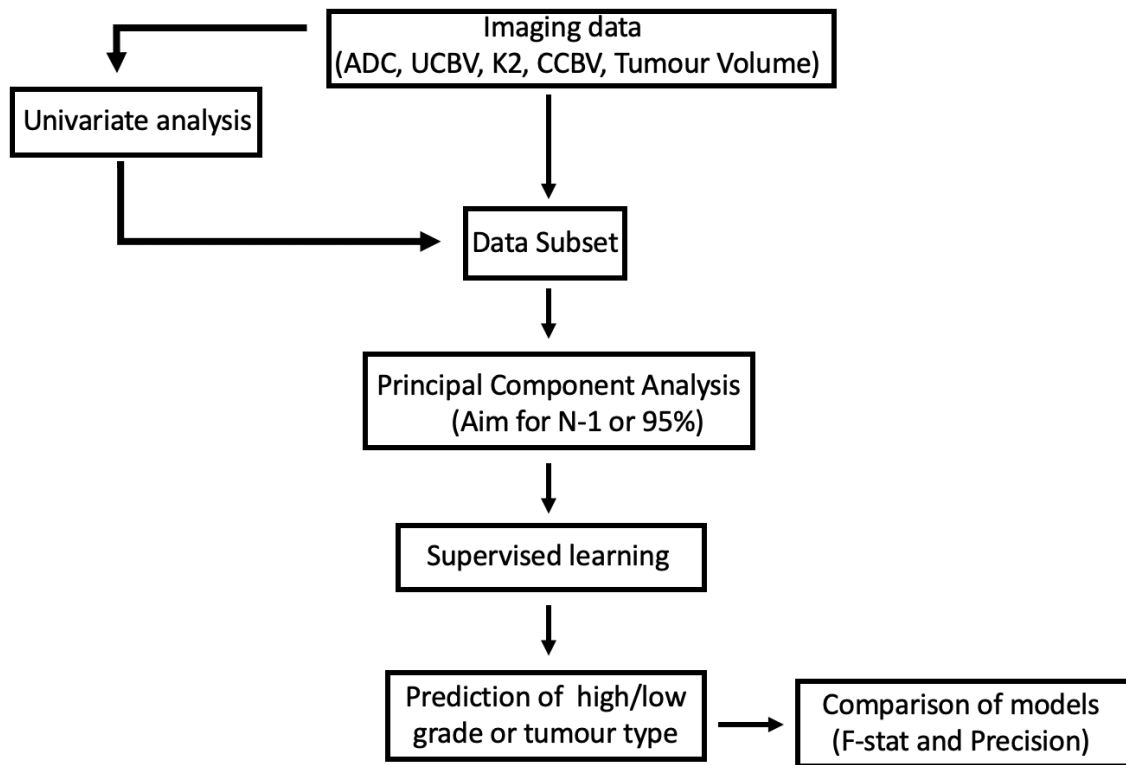 Imaging data
(ADC, UCBV, K2, CCBV, Tumour Volume)
Univariate analysis
Data Subset
Principal Component Analysis
(Aim for N-1 or 95%)
Supervised learning
Prediction of high/low
grade or tumour type
Comparison of models
(F-stat and Precision)